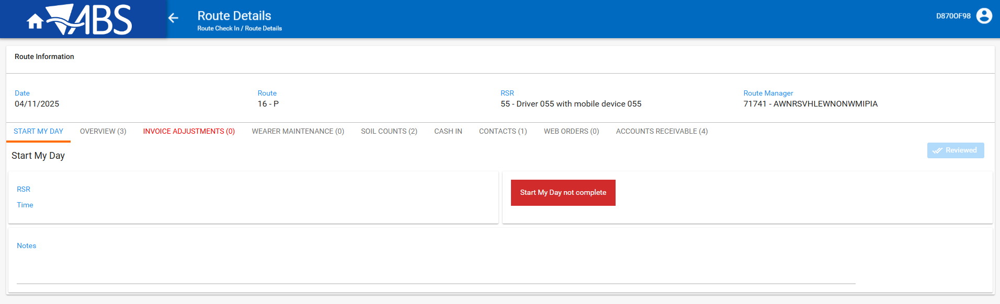 ABS
Route Details
Route Check In / Route Details
D870OF98
Route Information
Date
04/11/2025
Route
16 - P
RSR
55 - Driver 055 with mobile device 055
Route Manager
71741 - AWNRSVHLEWNONWMIPIA
START MY DAY
OVERVIEW (3)
INVOICE ADJUSTMENTS (0)
WEARER MAINTENANCE (0)
SOIL COUNTS (2)
CASH IN
CONTACTS (1)
WEB ORDERS (0)
ACCOUNTS RECEIVABLE (4)
Start My Day
Reviewed
RSR
Time
Start My Day not complete
Notes